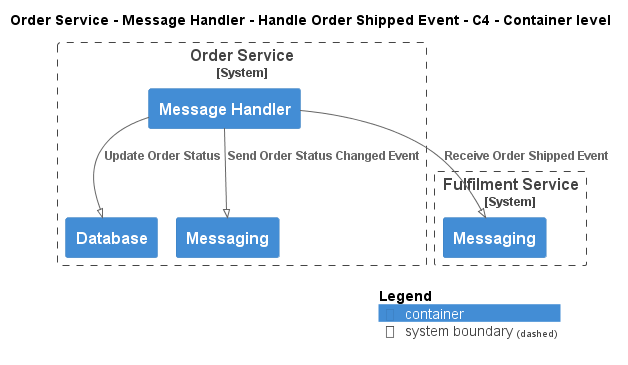 Order Service - Message Handler - Handle Order Shipped Event - C4 - Container level
Order Service
[System]
Message Handler
Update Order Status
Send Order Status Changed Event
Receive Order Shipped Event
Fulfilment Service
[System]
Database
Messaging
Messaging
Legend
container
system boundary (dashed)